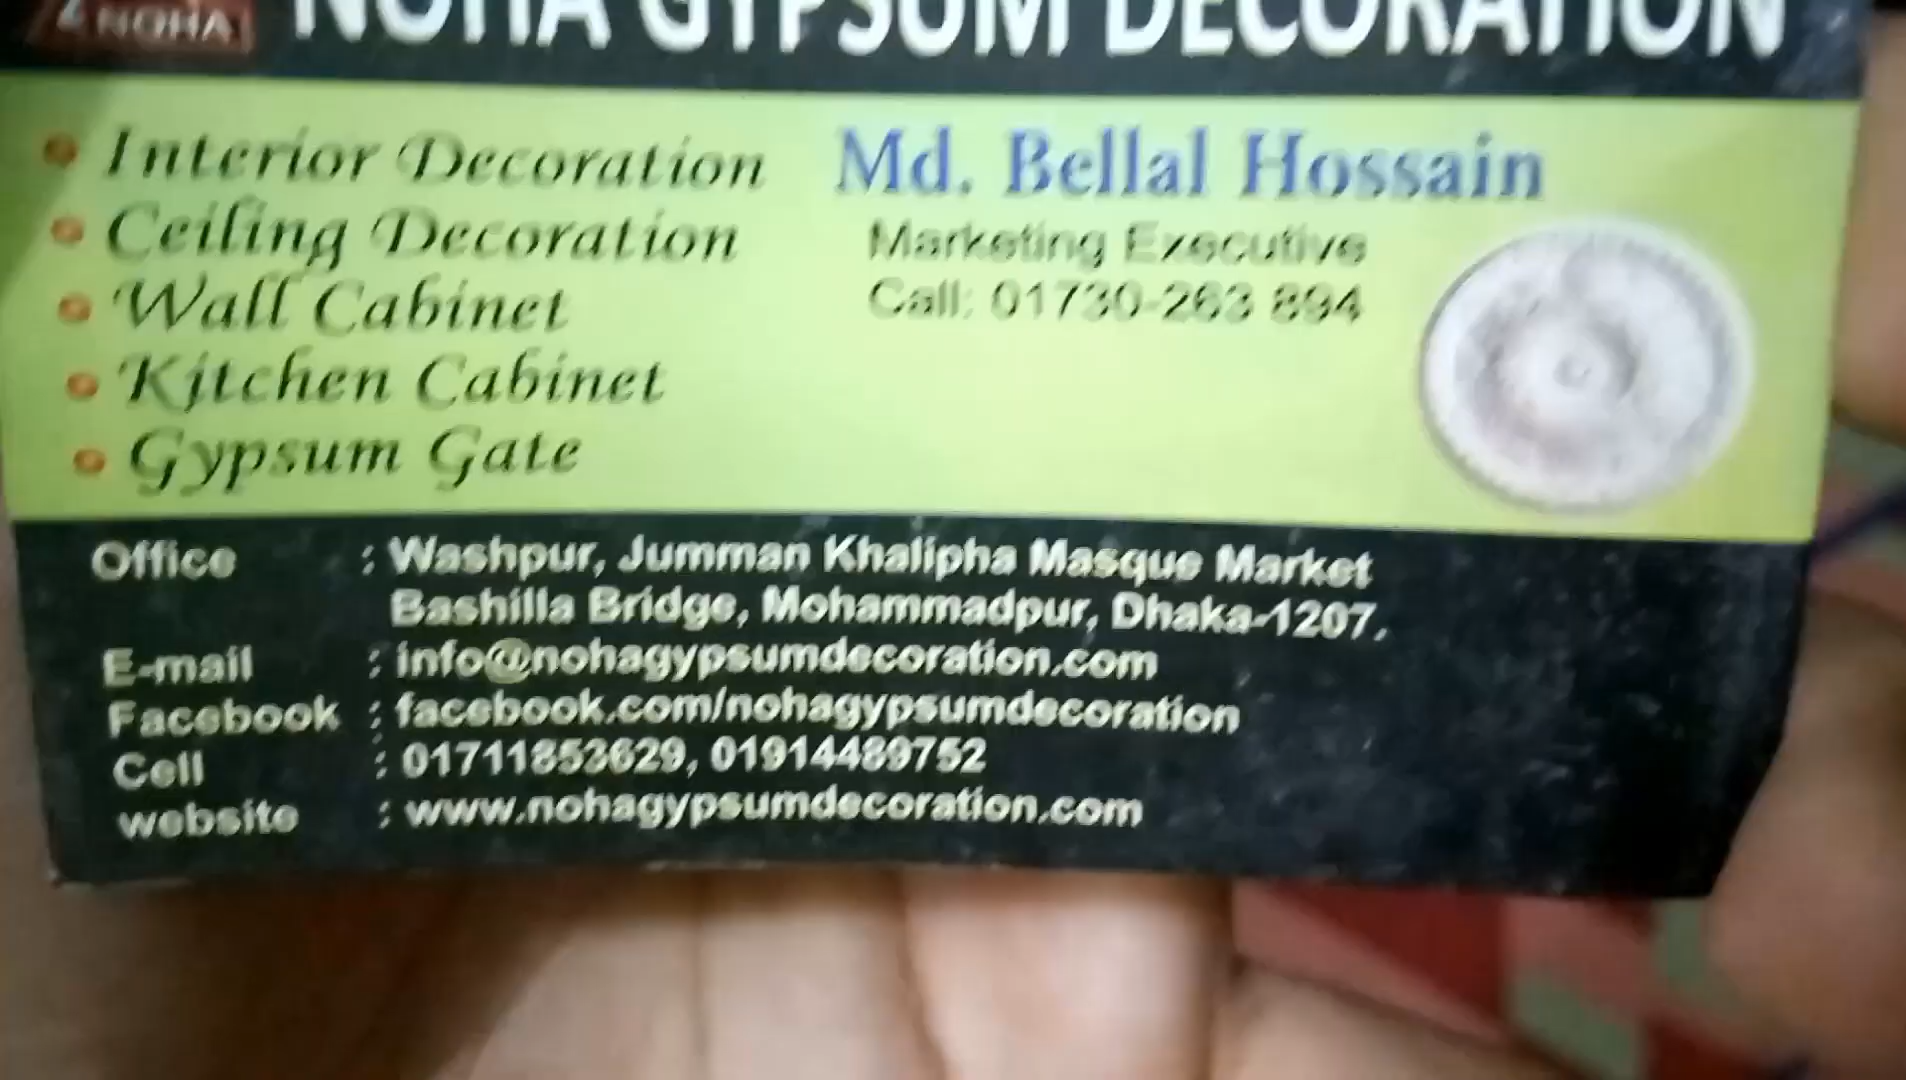 NOHA
NOHA GYPSUM DECORATION
Interior Decoration
Ceiling Decoration
Wall Cabinet
Kitchen Cabinet
Gypsum Gate
Md. Bellal Hossain
Marketing Executive
Call: 01730-263 894
Office : Washpur, Jumman Khalipha Masque Market
Bashilla Bridge, Mohammadpur, Dhaka-1207.
E-mail : info@nohagypsumdecoration.com
Facebook : facebook.com/nohagypsumdecoration
Cell : 01711853629, 01914489752
website : www.nohagypsumdecoration.com